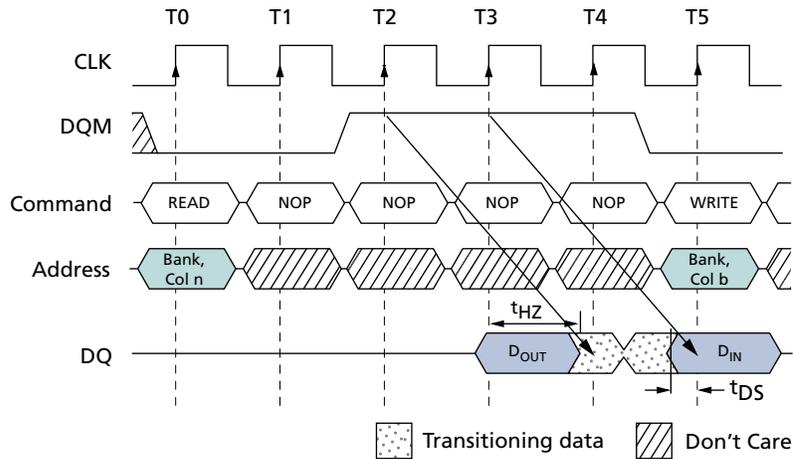 T0 T1 T2 T3 T4 T5
CLK
DQM
Command READ NOP NOP NOP NOP WRITE
Address Bank, Col n Bank, Col b
tHZ
DQ DOUT DIN
tDS
Transitioning data Don't Care